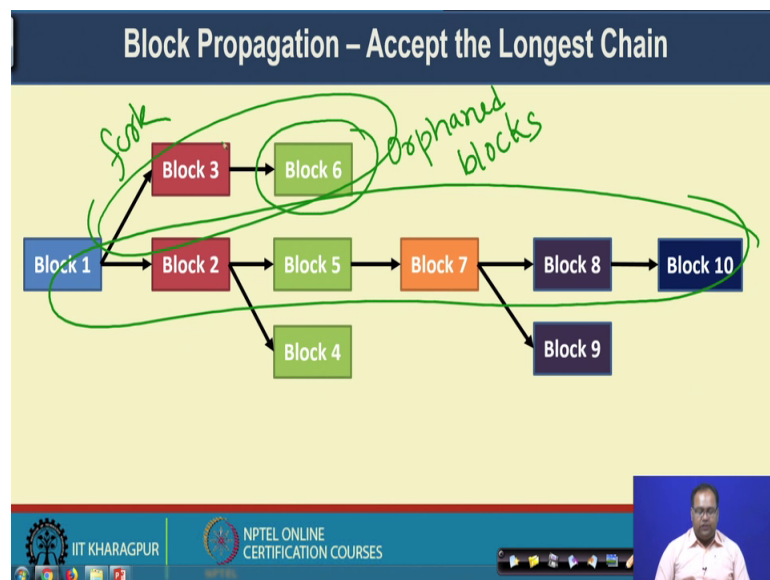 Block Propagation – Accept the Longest Chain
fork
Orphaned
blocks
Block 3
Block 6
Block 1
Block 2
Block 5
Block 7
Block 8
Block 10
Block 4
Block 9
IIT KHARAGPUR
NPTEL ONLINE
CERTIFICATION COURSES